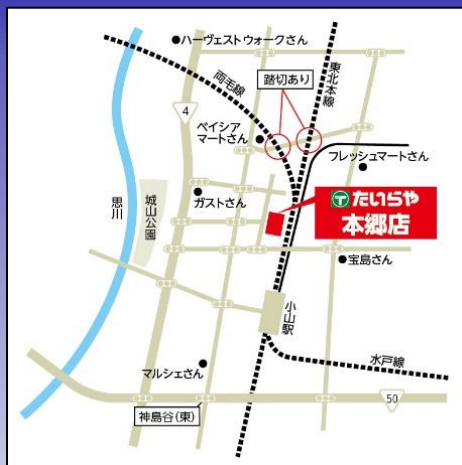 ハーヴェストウォークさん
両毛線
踏切あり
東北本線
4
ベイシア
マートさん
フレッシュマートさん
思川
城山公園
ガストさん
たいらや
本郷店
宝島さん
小山駅
マルシェさん
水戸線
神鳥谷(東)
50